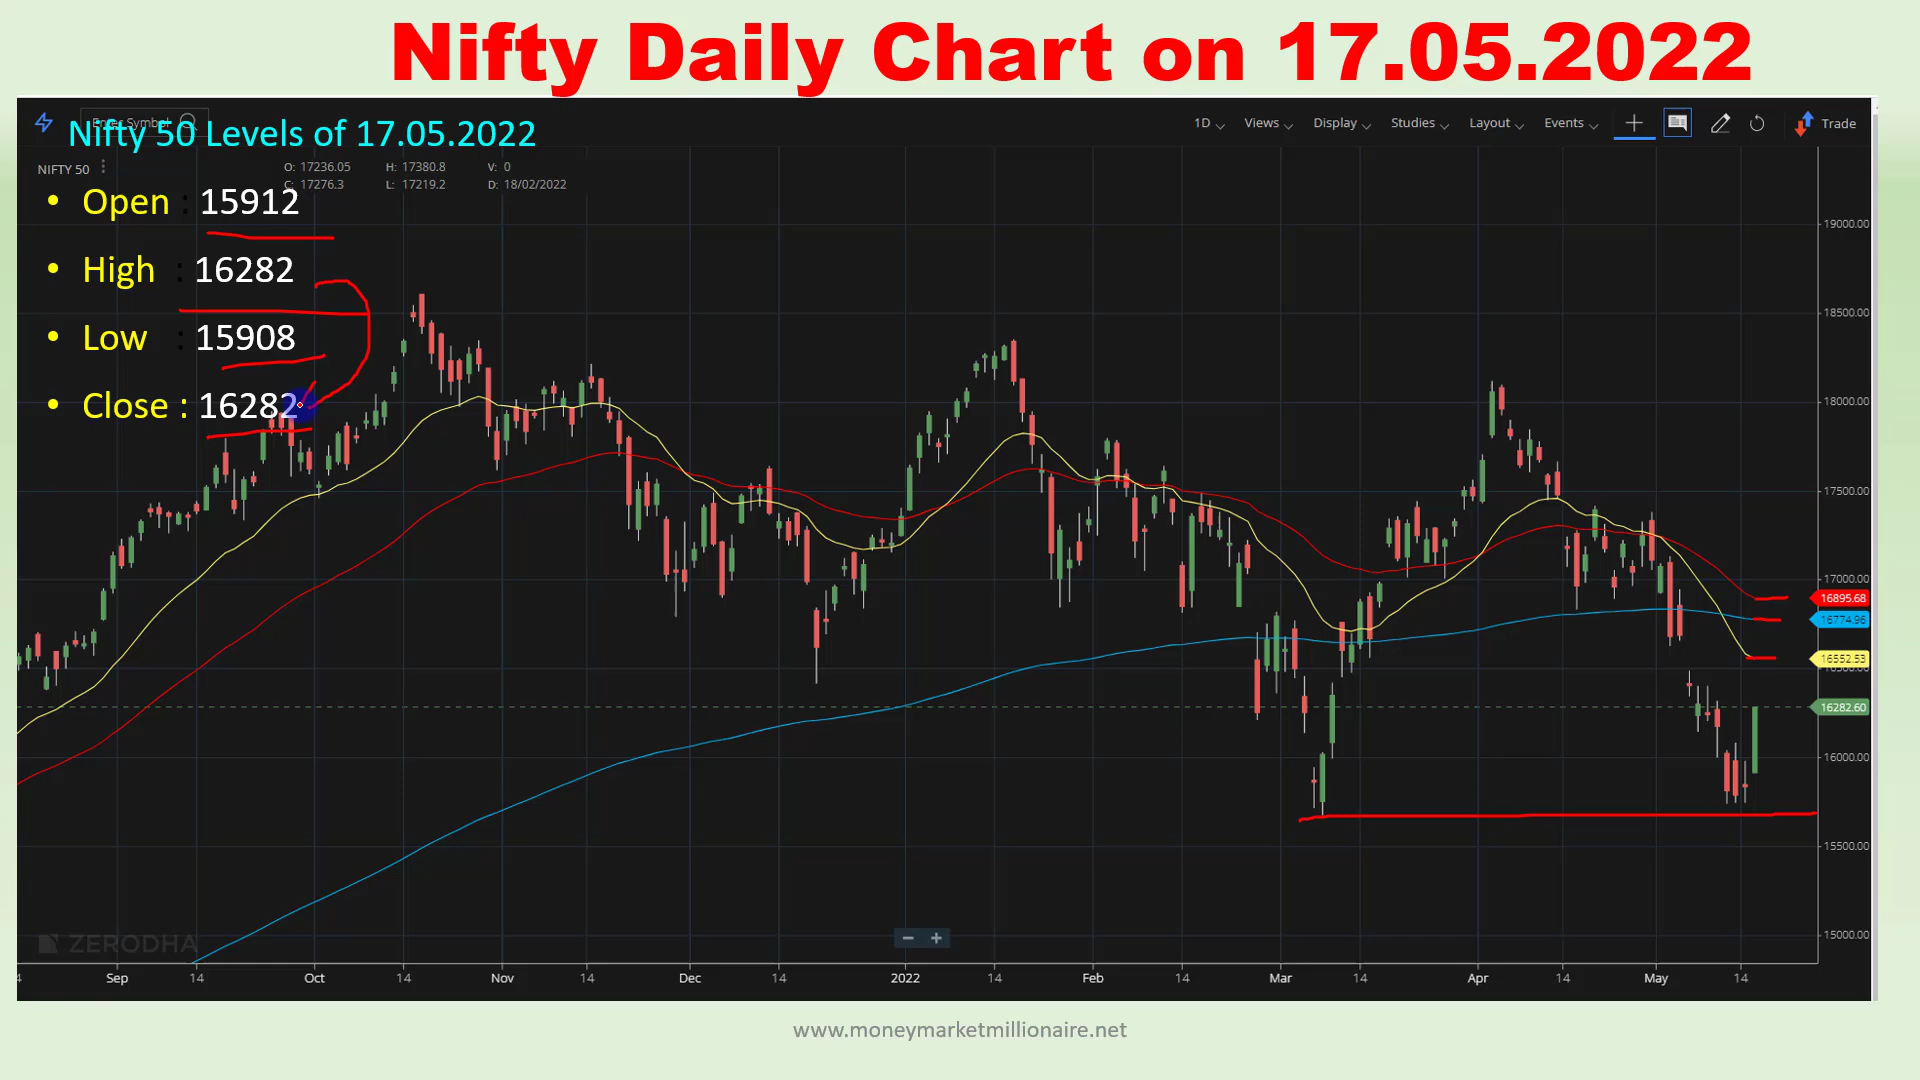 Nifty Daily Chart on 17.05.2022
Enter Symbol
Nifty 50 Levels of 17.05.2022
1D Views Display Studies Layout Events Trade
NIFTY 50
O: 17236.05 H: 17380.8 V: 0
C: 17276.3 L: 17219.2 D: 18/02/2022
• Open : 15912
• High : 16282
• Low : 15908
• Close : 16282
19000.00
18500.00
18000.00
17500.00
17000.00
16895.68
16774.96
16552.53
16500.00
16282.60
16000.00
15500.00
15000.00
ZERODHA
− +
Sep 14 Oct 14 Nov 14 Dec 14 2022 14 Feb 14 Mar 14 Apr 14 May 14
www.moneymarketmillionaire.net